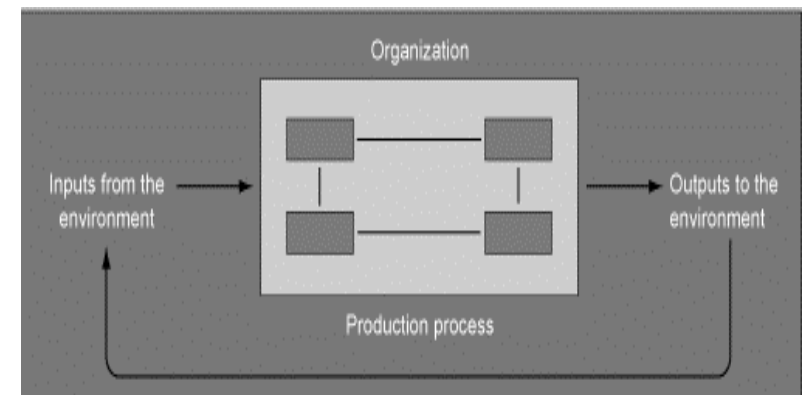 Organization
Inputs from the
environment
Outputs to the
environment
Production process